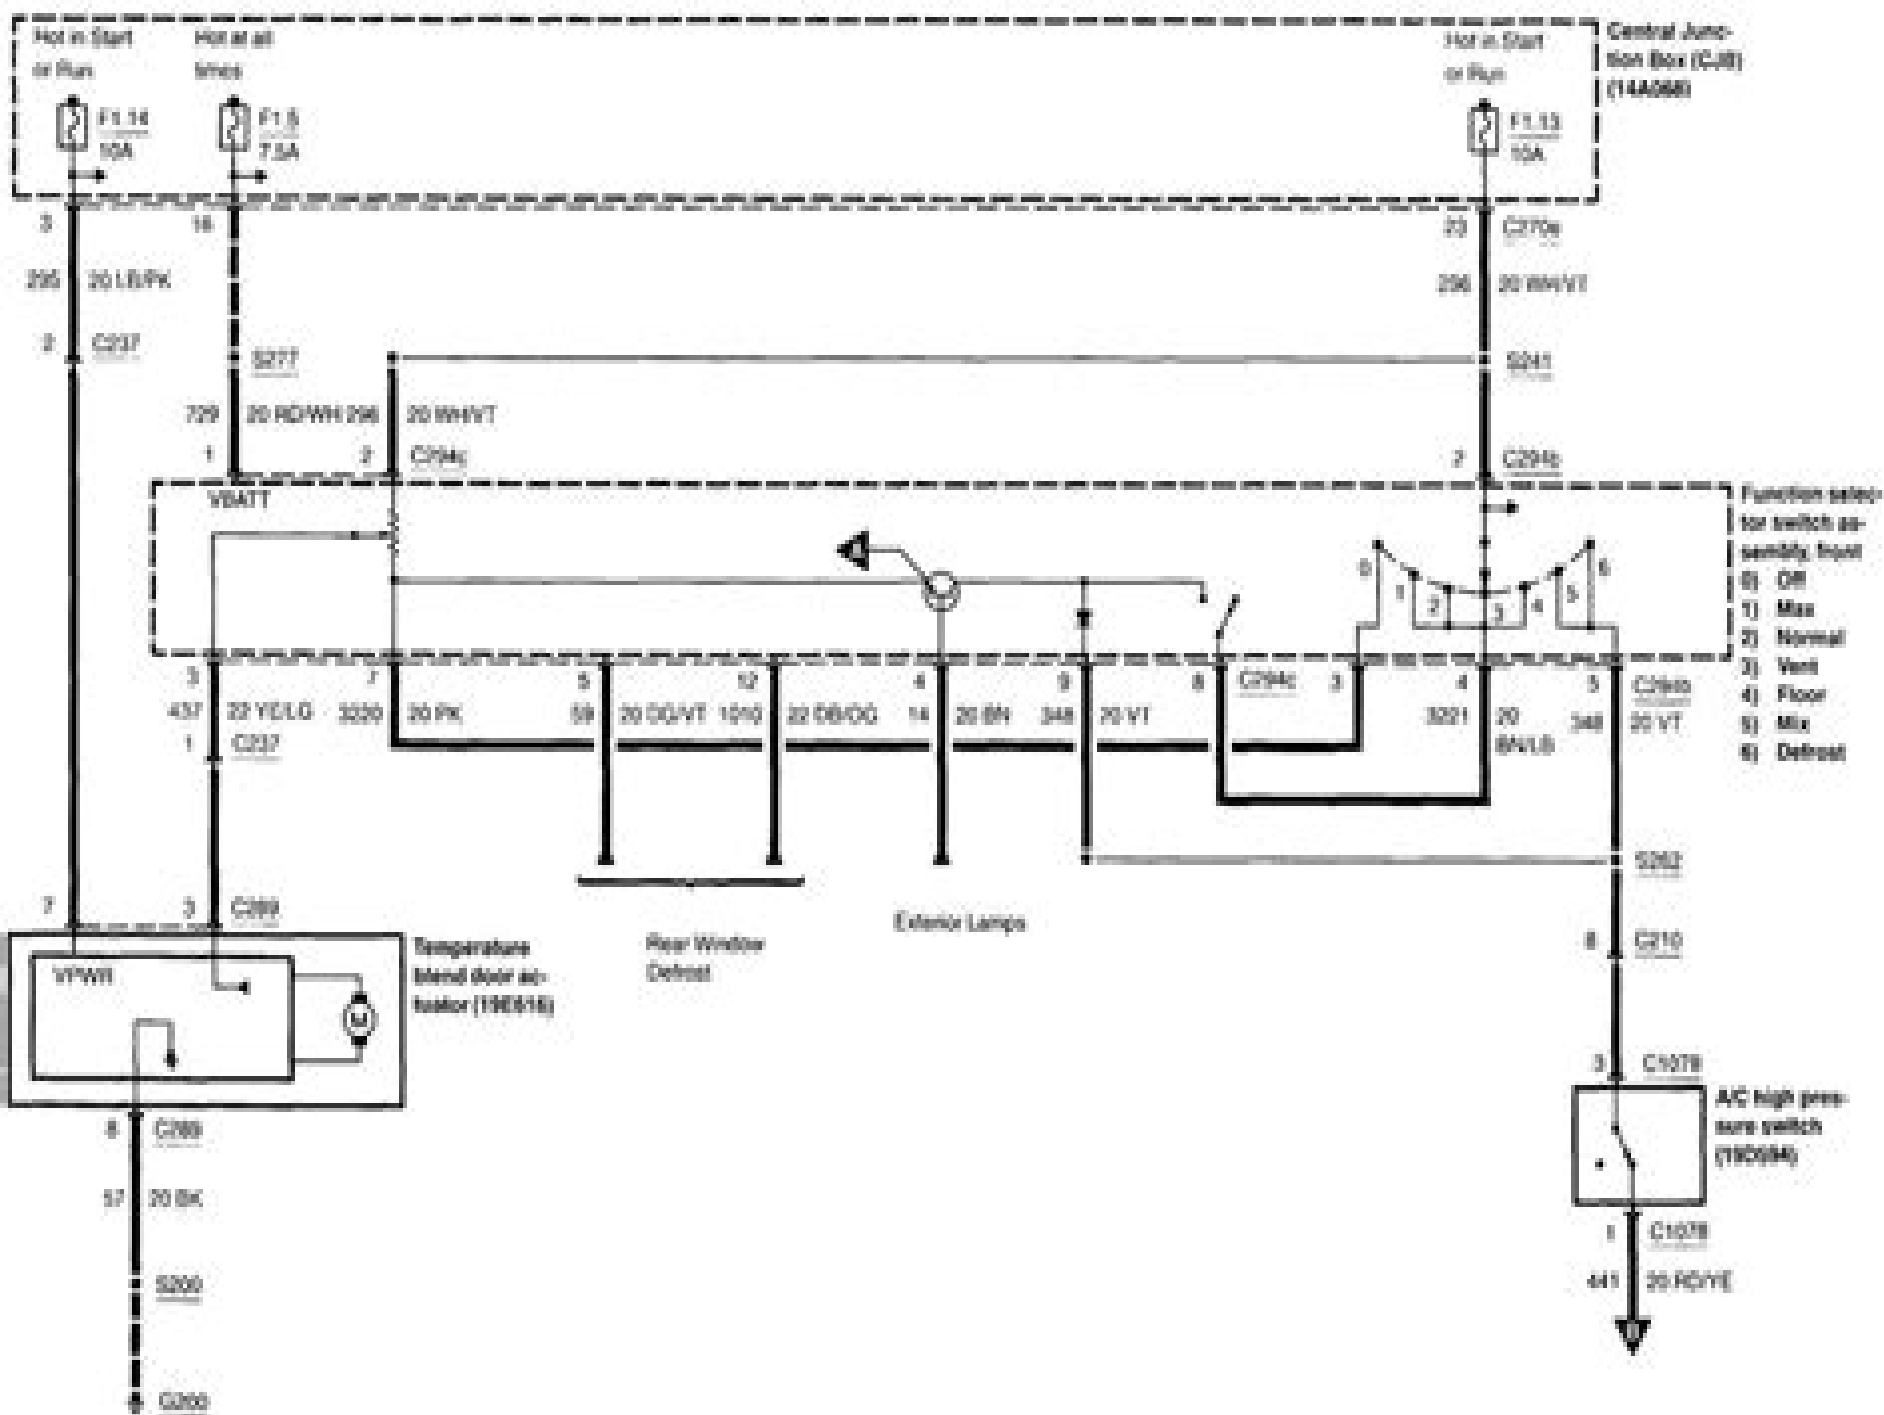 Hot in Start
or Run
Hot at all
times
Hot in Start
or Run
Central Junc-
tion Box (CJB)
(14A068)
F1.14
10A
F1.5
7.5A
F1.13
10A
3
16
23
C270e
295
20 LB/PK
296
20 WH/VT
2
C237
S277
S241
729
20 RD/WH
296
20 WH/VT
1
2
C294c
2
C294b
VBATT
Function selec-
tor switch as-
sembly, front
0) Off
1) Max
2) Normal
3) Vent
4) Floor
5) Mix
6) Defrost
0
1
2
3
4
5
6
3
7
5
12
4
9
8
C294c
3
4
5
C294b
437
22 YE/LG
3220
20 PK
59
20 DG/VT
1010
22 DB/OG
14
20 BN
348
20 VT
3221
20
BN/LB
348
20 VT
1
C237
S262
7
3
C289
Exterior Lamps
8
C210
Rear Window
Defrost
Temperature
blend door ac-
tuator (19E616)
VPWR
M
3
C1078
A/C high pres-
sure switch
(19D594)
8
C289
57
20 BK
1
C1078
441
20 RD/YE
S200
G200